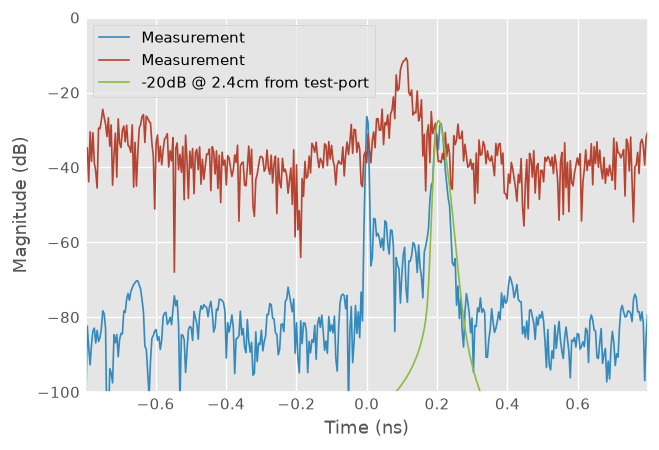 0
Measurement
Measurement
-20dB @ 2.4cm from test-port
−20
−40
−60
−80
−100
Magnitude (dB)
−0.6
−0.4
−0.2
0.0
0.2
0.4
0.6
Time (ns)